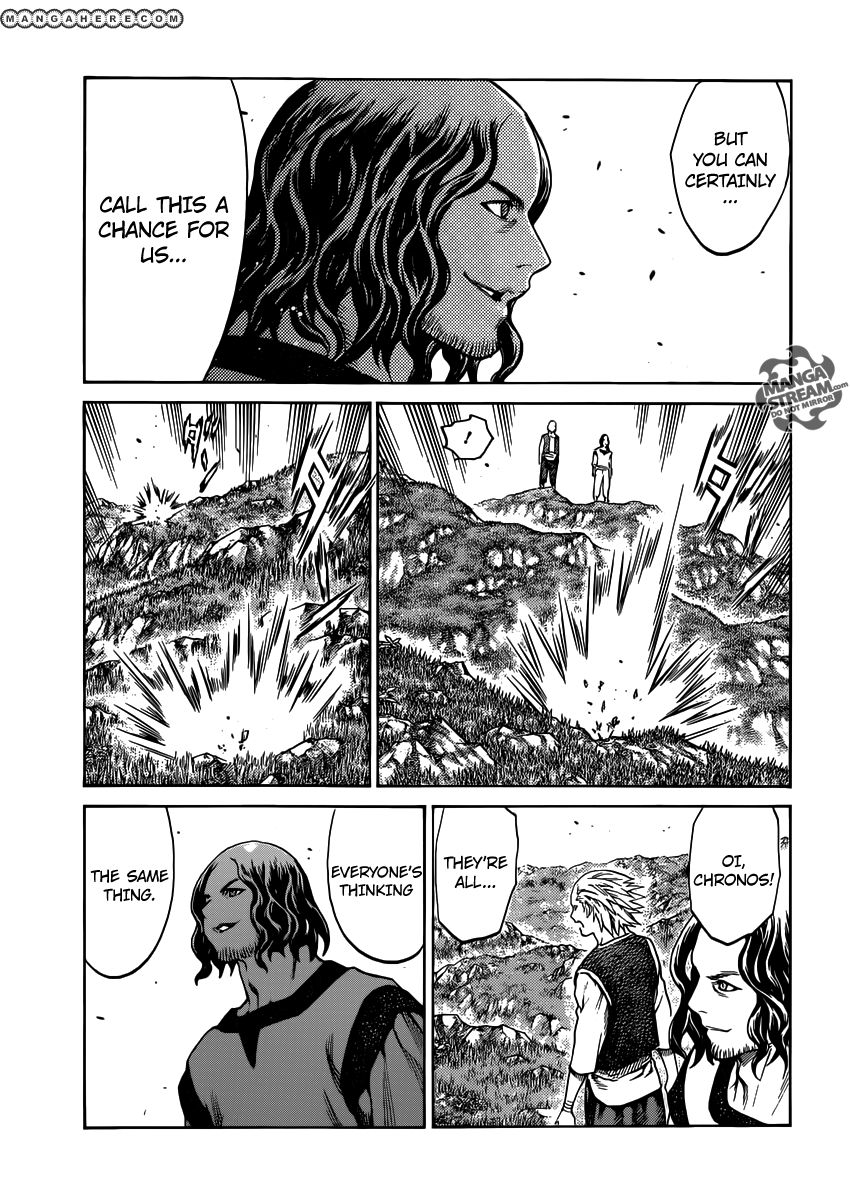 MANGAHERE.COM
BUT
YOU CAN
CERTAINLY
...
CALL THIS A
CHANCE FOR
US...
MANGA
STREAM.com
DO NOT MIRROR
!
OI,
CHRONOS!
THEY'RE
ALL...
EVERYONE'S
THINKING
THE SAME
THING.